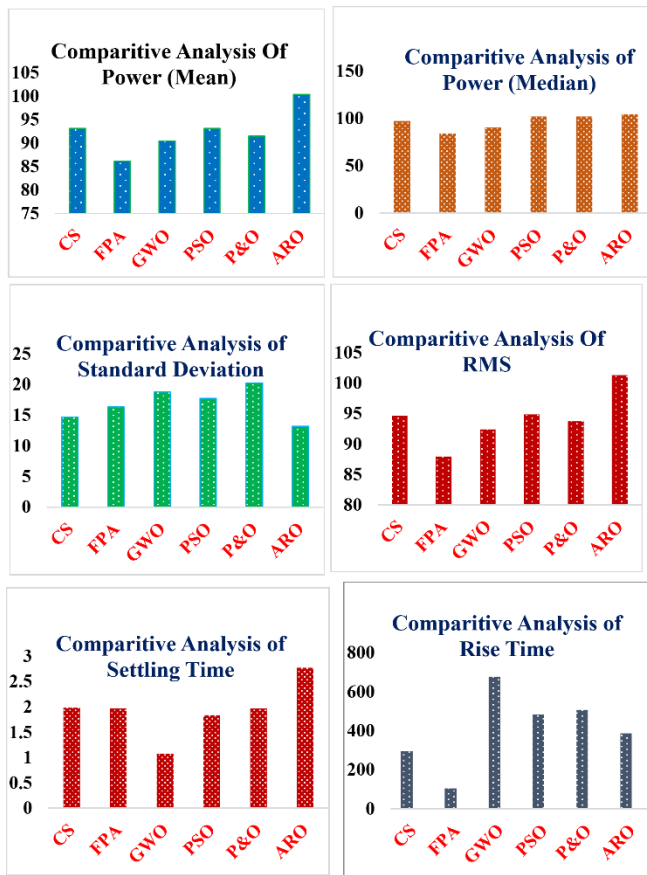 Comparitive Analysis Of
Power (Mean)
105
100
95
90
85
80
75
CS
FPA
GWO
PSO
P&O
ARO
Comparitive Analysis of
Power (Median)
150
100
50
0
CS
FPA
GWO
PSO
P&O
ARO
Comparitive Analysis of
Standard Deviation
25
20
15
10
5
0
CS
FPA
GWO
PSO
P&O
ARO
Comparitive Analysis Of
RMS
105
100
95
90
85
80
CS
FPA
GWO
PSO
P&O
ARO
Comparitive Analysis of
Settling Time
3
2.5
2
1.5
1
0.5
0
CS
FPA
GWO
PSO
P&O
ARO
Comparitive Analysis of
Rise Time
800
600
400
200
0
CS
FPA
GWO
PSO
P&O
ARO